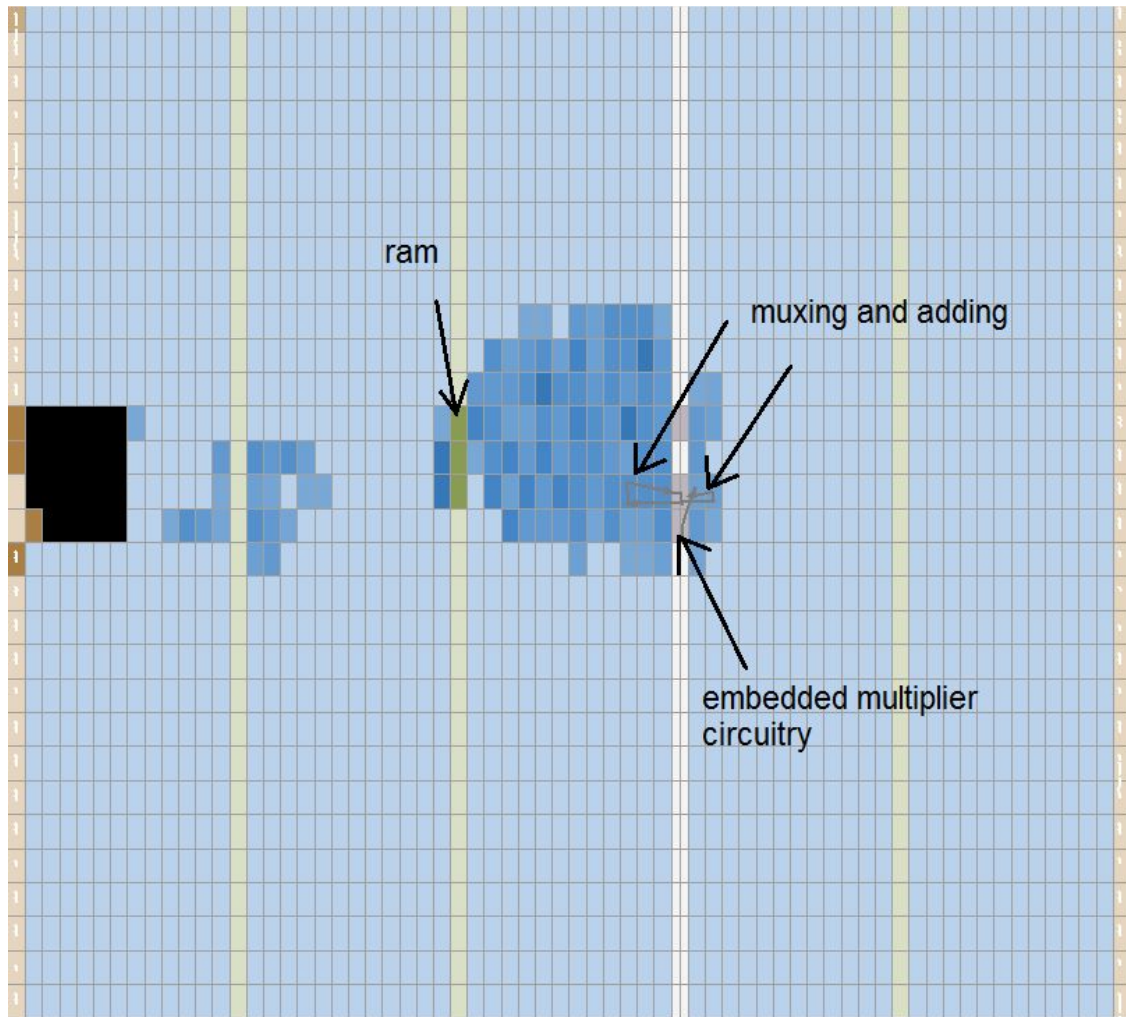 ram
muxing and adding
embedded multiplier
circuitry